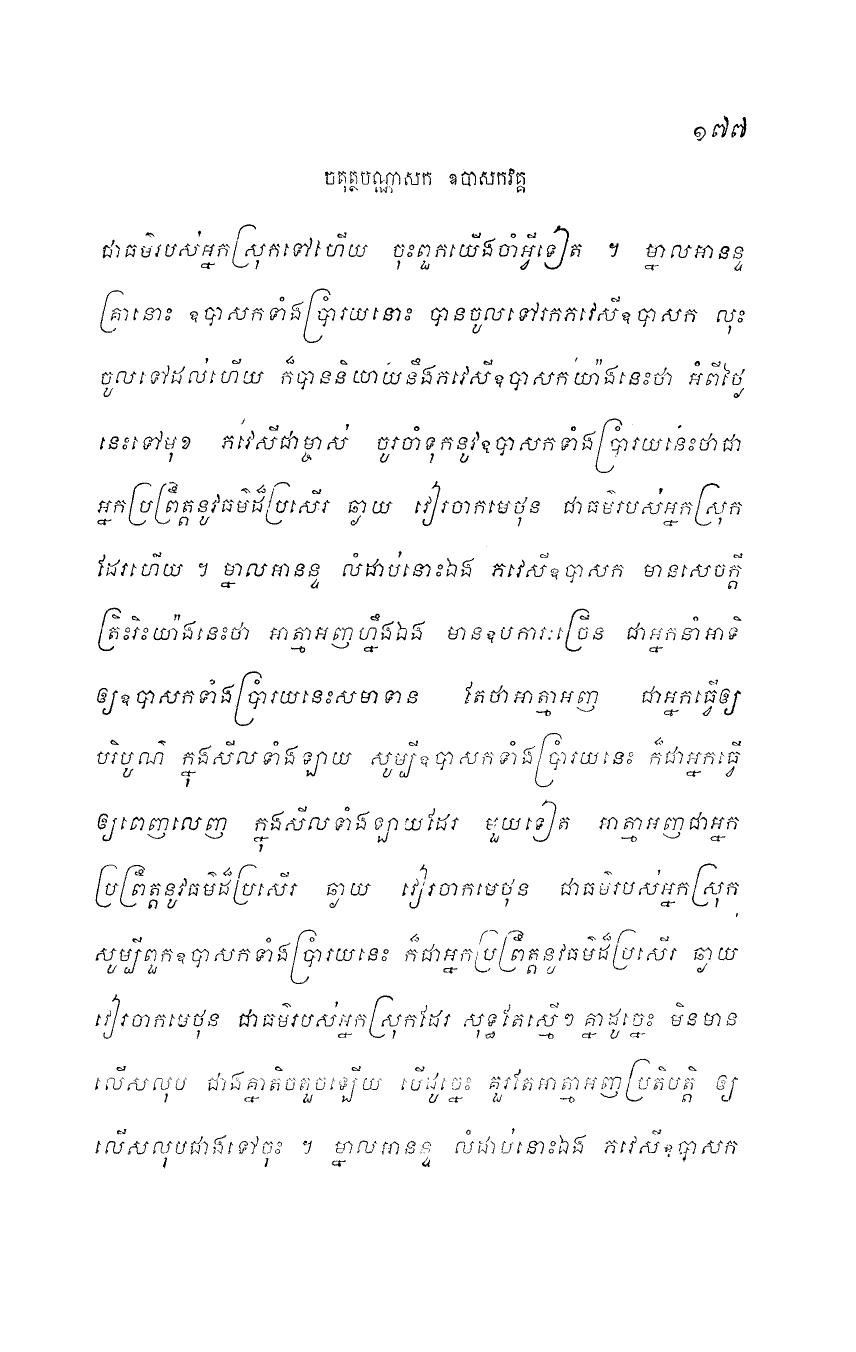 ១៧៧
ចតុត្ថបណ្ណាសក ឧបាសកវគ្គ
ជាធម៌របស់អ្នកស្រុកទៅហើយ ចុះពួកយើងចាំអ្វីទៀត ។ ម្នាលអានន្ទ
គ្រានោះ ឧបាសកទាំងប្រាំរយនោះ បានចូលទៅរកភវេសីឧបាសក លុះ
ចូលទៅដល់ហើយ ក៏បាននិយាយនឹងភវេសីឧបាសកយ៉ាងនេះថា អំពីថ្ងៃ
នេះទៅមុខ ភវេសីជាម្ចាស់ ចូរចាំទុកនូវឧបាសកទាំងប្រាំរយនេះថាជា
អ្នកប្រព្រឹត្តនូវធម៌ដ៏ប្រសើរ ឆ្ងាយ វៀរចាកមេថុន ជាធម៌របស់អ្នកស្រុក
ដែរហើយ ។ ម្នាលអានន្ទ លំដាប់នោះឯង ភវេសីឧបាសក មានសេចក្តី
ត្រិះរិះយ៉ាងនេះថា អាត្មាអញហ្នឹងឯង មានឧបការៈច្រើន ជាអ្នកនាំអាទិ
ឲ្យឧបាសកទាំងប្រាំរយនេះសមាទាន តែថាអាត្មាអញ ជាអ្នកធ្វើឲ្យ
បរិបូណ៌ ក្នុងសីលទាំងឡាយ សូម្បីឧបាសកទាំងប្រាំរយនេះ ក៏ជាអ្នកធ្វើ
ឲ្យពេញលេញ ក្នុងសីលទាំងឡាយដែរ មួយទៀត អាត្មាអញជាអ្នក
ប្រព្រឹត្តនូវធម៌ដ៏ប្រសើរ ឆ្ងាយ វៀរចាកមេថុន ជាធម៌របស់អ្នកស្រុក
សូម្បីពួកឧបាសកទាំងប្រាំរយនេះ ក៏ជាអ្នកប្រព្រឹត្តនូវធម៌ដ៏ប្រសើរ ឆ្ងាយ
វៀរចាកមេថុន ជាធម៌របស់អ្នកស្រុកដែរ សុទ្ធតែស្មើៗ គ្នាដូច្នេះ មិនមាន
លើសលុប ជាងគ្នាតិចតួចឡើយ បើដូច្នេះ គួរតែអាត្មាអញប្រតិបត្តិ ឲ្យ
លើសលុបជាងទៅចុះ ។ ម្នាលអានន្ទ លំដាប់នោះឯង ភវេសីឧបាសក